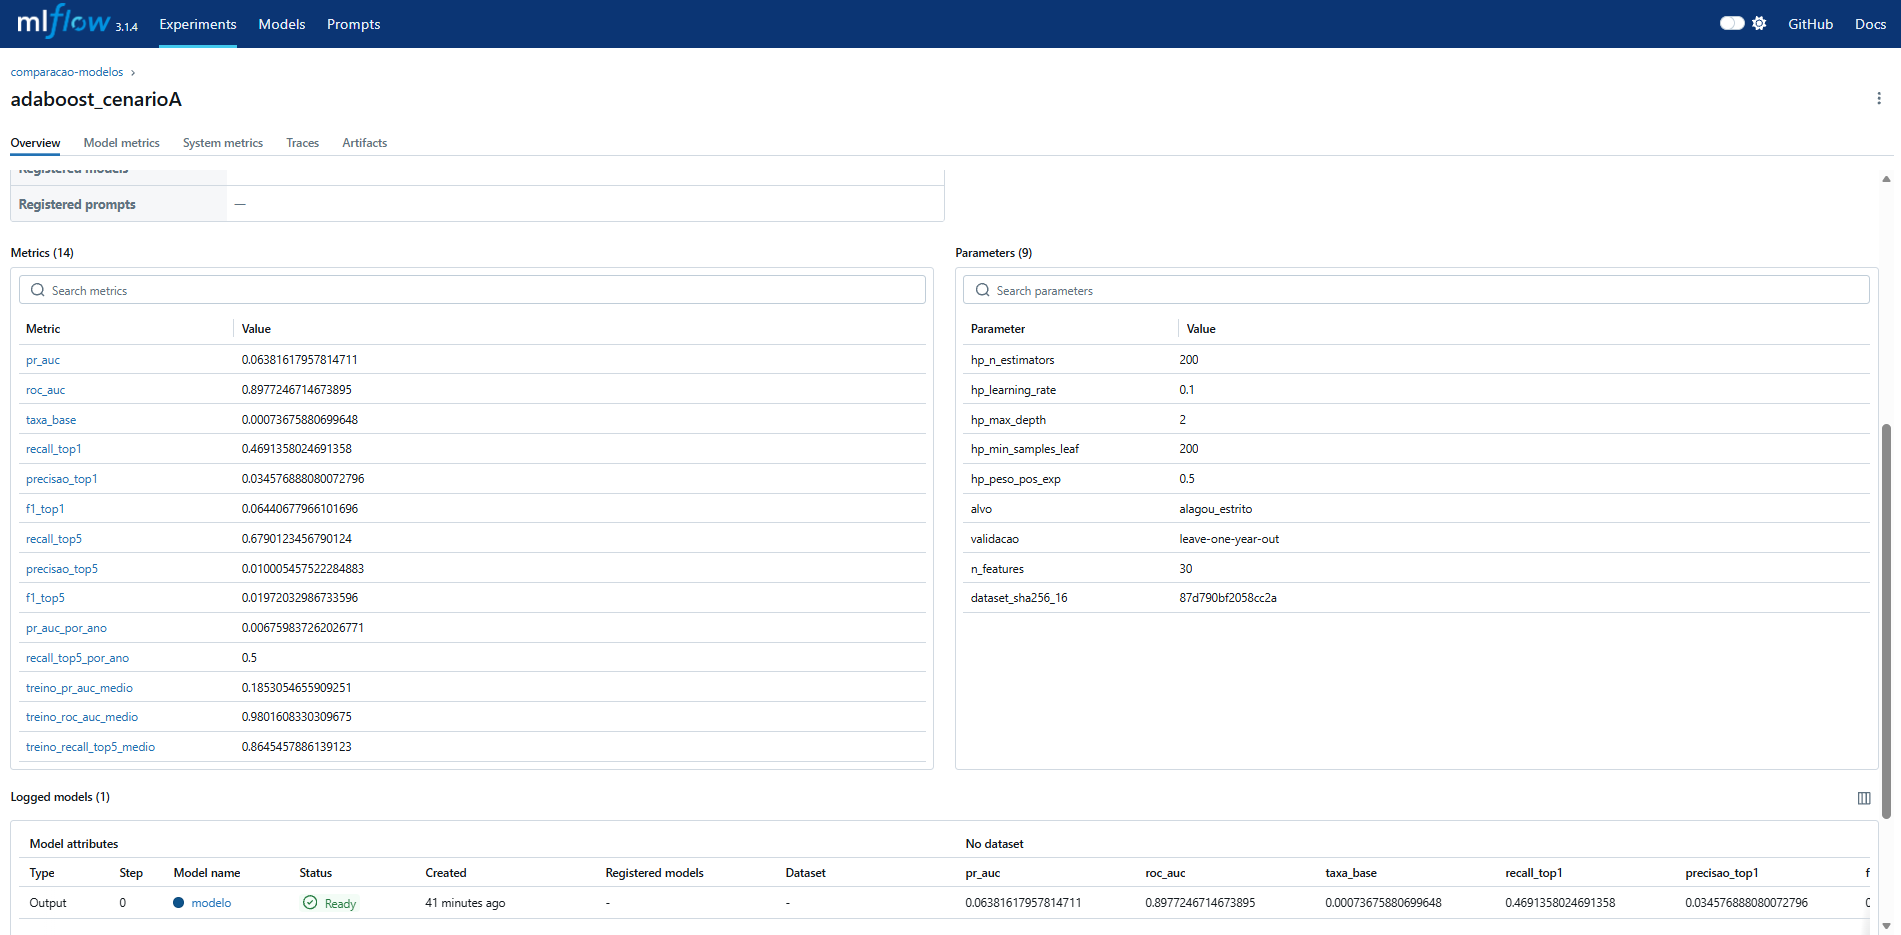 mlflow 3.1.4 Experiments Models Prompts GitHub Docs
comparacao-modelos ›
adaboost_cenarioA
Overview Model metrics System metrics Traces Artifacts
Registered models
Registered prompts —
Metrics (14) Parameters (9)
Search metrics Search parameters
Metric Value Parameter Value
pr_auc 0.06381617957814711 hp_n_estimators 200
roc_auc 0.8977246714673895 hp_learning_rate 0.1
taxa_base 0.00073675880699648 hp_max_depth 2
recall_top1 0.4691358024691358 hp_min_samples_leaf 200
precisao_top1 0.034576888080072796 hp_peso_pos_exp 0.5
f1_top1 0.06440677966101696 alvo alagou_estrito
recall_top5 0.6790123456790124 validacao leave-one-year-out
precisao_top5 0.010005457522284883 n_features 30
f1_top5 0.01972032986733596 dataset_sha256_16 87d790bf2058cc2a
pr_auc_por_ano 0.006759837262026771
recall_top5_por_ano 0.5
treino_pr_auc_medio 0.1853054655909251
treino_roc_auc_medio 0.9801608330309675
treino_recall_top5_medio 0.8645457886139123
Logged models (1)
Model attributes No dataset
Type Step Model name Status Created Registered models Dataset pr_auc roc_auc taxa_base recall_top1 precisao_top1 f
Output 0 modelo Ready 41 minutes ago - - 0.06381617957814711 0.8977246714673895 0.00073675880699648 0.4691358024691358 0.034576888080072796 0